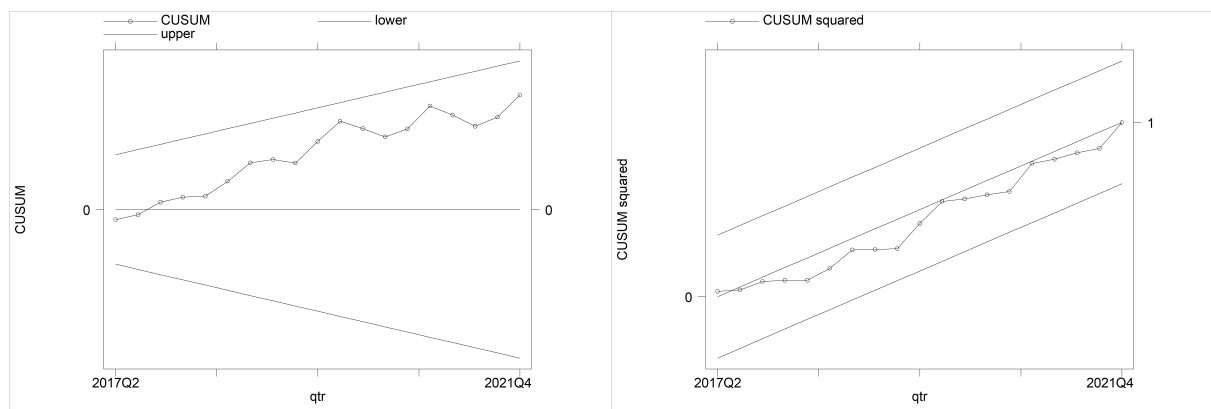 CUSUM
lower
upper
CUSUM
0
0
2017Q2
2021Q4
qtr
CUSUM squared
CUSUM squared
0
1
2017Q2
2021Q4
qtr